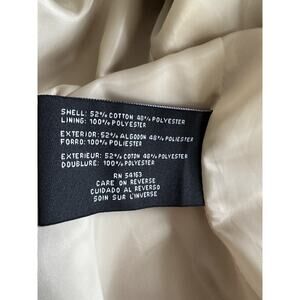 SHELL: 52% COTTON 48% POLYESTER
LINING: 100% POLYESTER
EXTERIOR: 52% ALGODON 48% POLIESTER
FORRO: 100% POLIESTER
EXTERIEUR: 52% COTON 48% POLYESTER
DOUBLURE: 100% POLYESTER
RN 54163
CARE ON REVERSE
CUIDADO AL REVERSO
SOIN SUR L'INVERSE